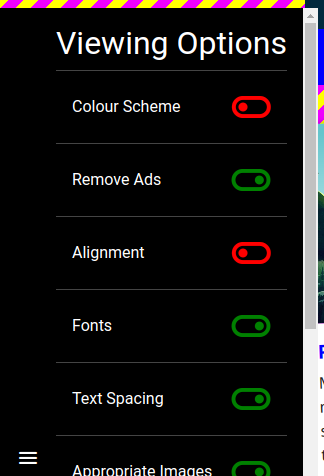 Viewing Options
Colour Scheme
Remove Ads
Alignment
Fonts
Text Spacing
Appropriate Images